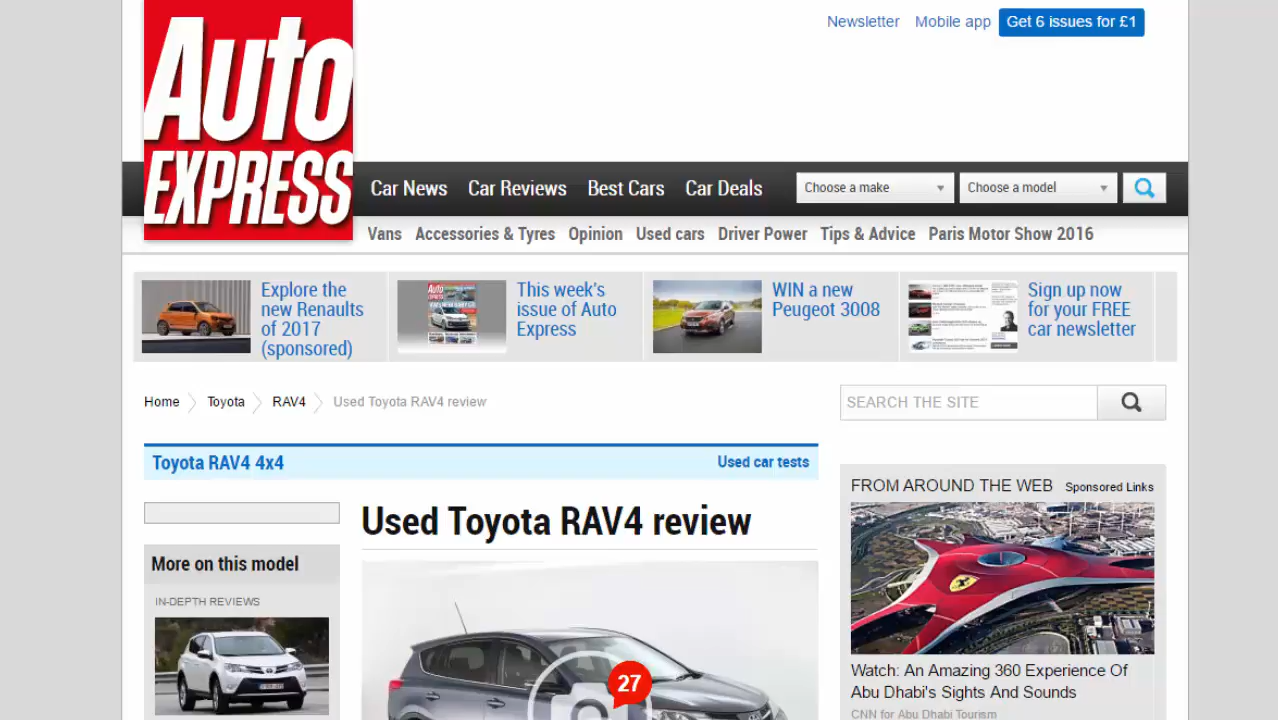 Auto
EXPRESS
Newsletter Mobile app Get 6 issues for £1
Car News Car Reviews Best Cars Car Deals Choose a make Choose a model
Vans Accessories & Tyres Opinion Used cars Driver Power Tips & Advice Paris Motor Show 2016
Explore the
new Renaults
of 2017
(sponsored)
This week's
issue of Auto
Express
WIN a new
Peugeot 3008
Sign up now
for your FREE
car newsletter
Home Toyota RAV4 Used Toyota RAV4 review
SEARCH THE SITE
Toyota RAV4 4x4 Used car tests
Used Toyota RAV4 review
More on this model
IN-DEPTH REVIEWS
27
FROM AROUND THE WEB Sponsored Links
Watch: An Amazing 360 Experience Of
Abu Dhabi's Sights And Sounds
CNN for Abu Dhabi Tourism